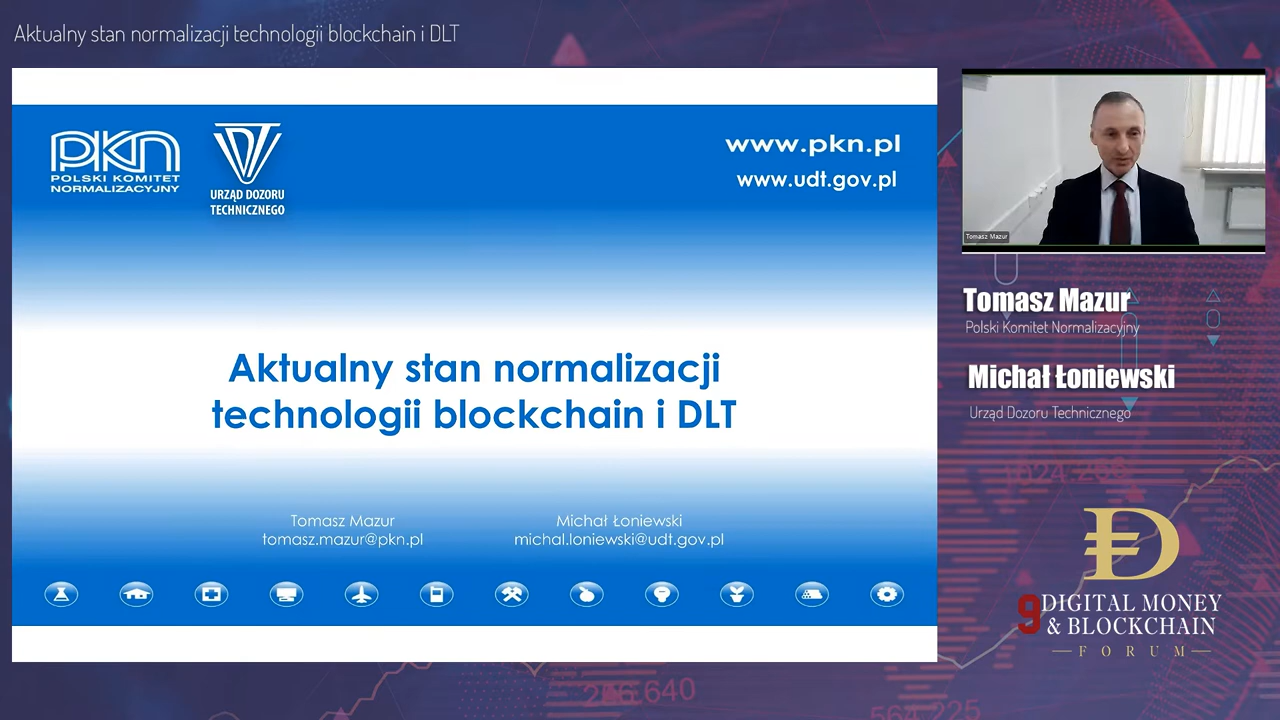 Aktualny stan normalizacji technologii blockchain i DLT
PKN
POLSKI KOMITET
NORMALIZACYJNY
UDT
URZĄD DOZORU
TECHNICZNEGO
www.pkn.pl
www.udt.gov.pl
Aktualny stan normalizacji
technologii blockchain i DLT
Tomasz Mazur
tomasz.mazur@pkn.pl
Michał Łoniewski
michal.loniewski@udt.gov.pl
Tomasz Mazur
Tomasz Mazur
Polski Komitet Normalizacyjny
Michał Łoniewski
Urząd Dozoru Technicznego
9 DIGITAL MONEY
& BLOCKCHAIN
FORUM